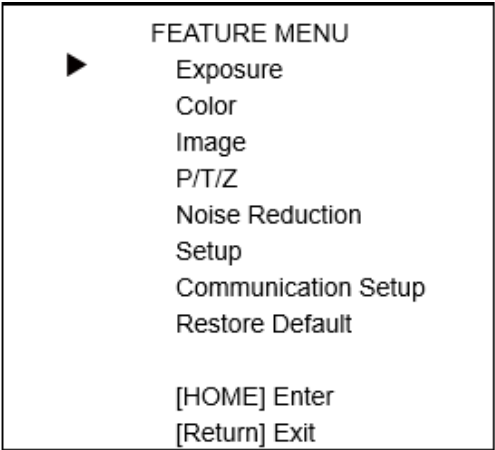 FEATURE MENU
Exposure
Color
Image
P/T/Z
Noise Reduction
Setup
Communication Setup
Restore Default
[HOME] Enter
[Return] Exit